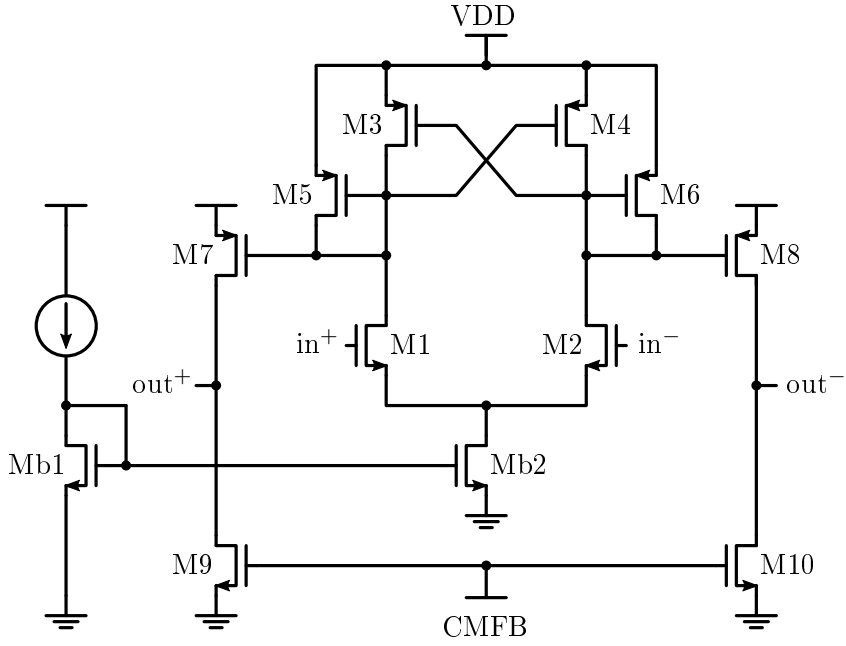 VDD
M3
M4
M5
M6
M7
M8
in⁺
M1
M2
in⁻
out⁺
out⁻
Mb1
Mb2
M9
M10
CMFB